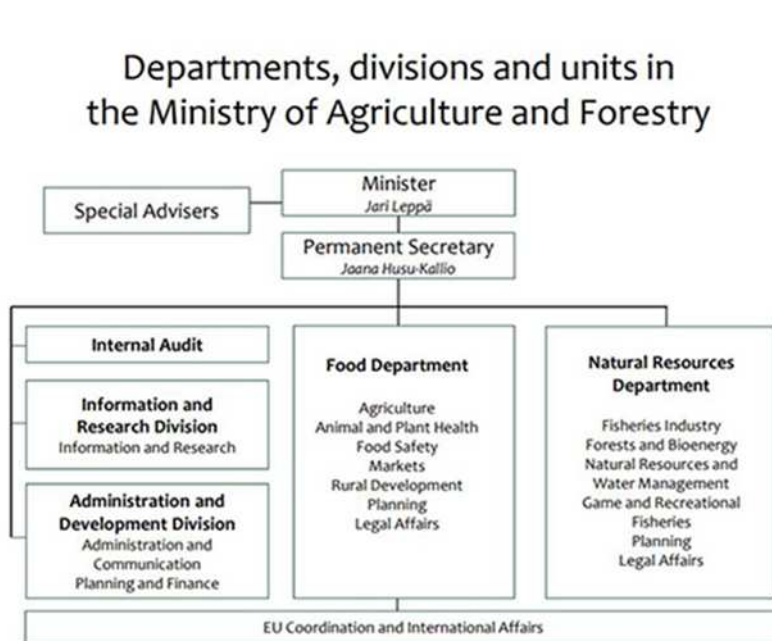 Departments, divisions and units in
the Ministry of Agriculture and Forestry
Minister
Jari Leppä
Special Advisers
Permanent Secretary
Jaana Husu-Kallio
Internal Audit
Information and
Research Division
Information and Research
Administration and
Development Division
Administration and
Communication
Planning and Finance
Food Department
Agriculture
Animal and Plant Health
Food Safety
Markets
Rural Development
Planning
Legal Affairs
Natural Resources
Department
Fisheries Industry
Forests and Bioenergy
Natural Resources and
Water Management
Game and Recreational
Fisheries
Planning
Legal Affairs
EU Coordination and International Affairs